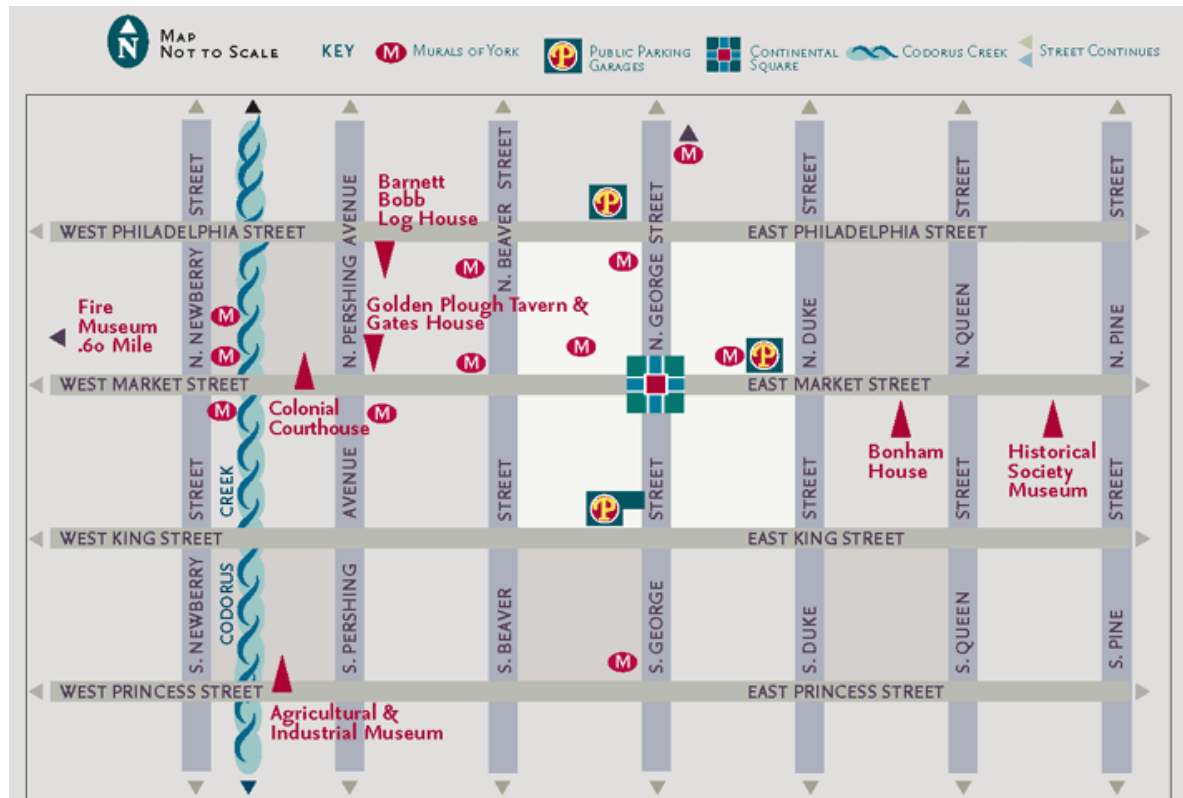 N
MAP
NOT TO SCALE
KEY
M
MURALS OF YORK
P
PUBLIC PARKING
GARAGES
CONTINENTAL
SQUARE
CODORUS CREEK
STREET CONTINUES
N. NEWBERRY STREET
N. PERSHING AVENUE
N. BEAVER STREET
N. GEORGE STREET
N. DUKE STREET
N. QUEEN STREET
N. PINE STREET
M
Barnett
Bobb
Log House
P
WEST PHILADELPHIA STREET
EAST PHILADELPHIA STREET
M
M
Fire
Museum
.60 Mile
M
M
Golden Plough Tavern &
Gates House
M
M
M
P
WEST MARKET STREET
EAST MARKET STREET
M
Colonial
Courthouse
M
Bonham
House
Historical
Society
Museum
P
WEST KING STREET
EAST KING STREET
S. NEWBERRY STREET
CODORUS CREEK
S. PERSHING AVENUE
S. BEAVER STREET
S. GEORGE STREET
S. DUKE STREET
S. QUEEN STREET
S. PINE STREET
M
WEST PRINCESS STREET
EAST PRINCESS STREET
Agricultural &
Industrial Museum